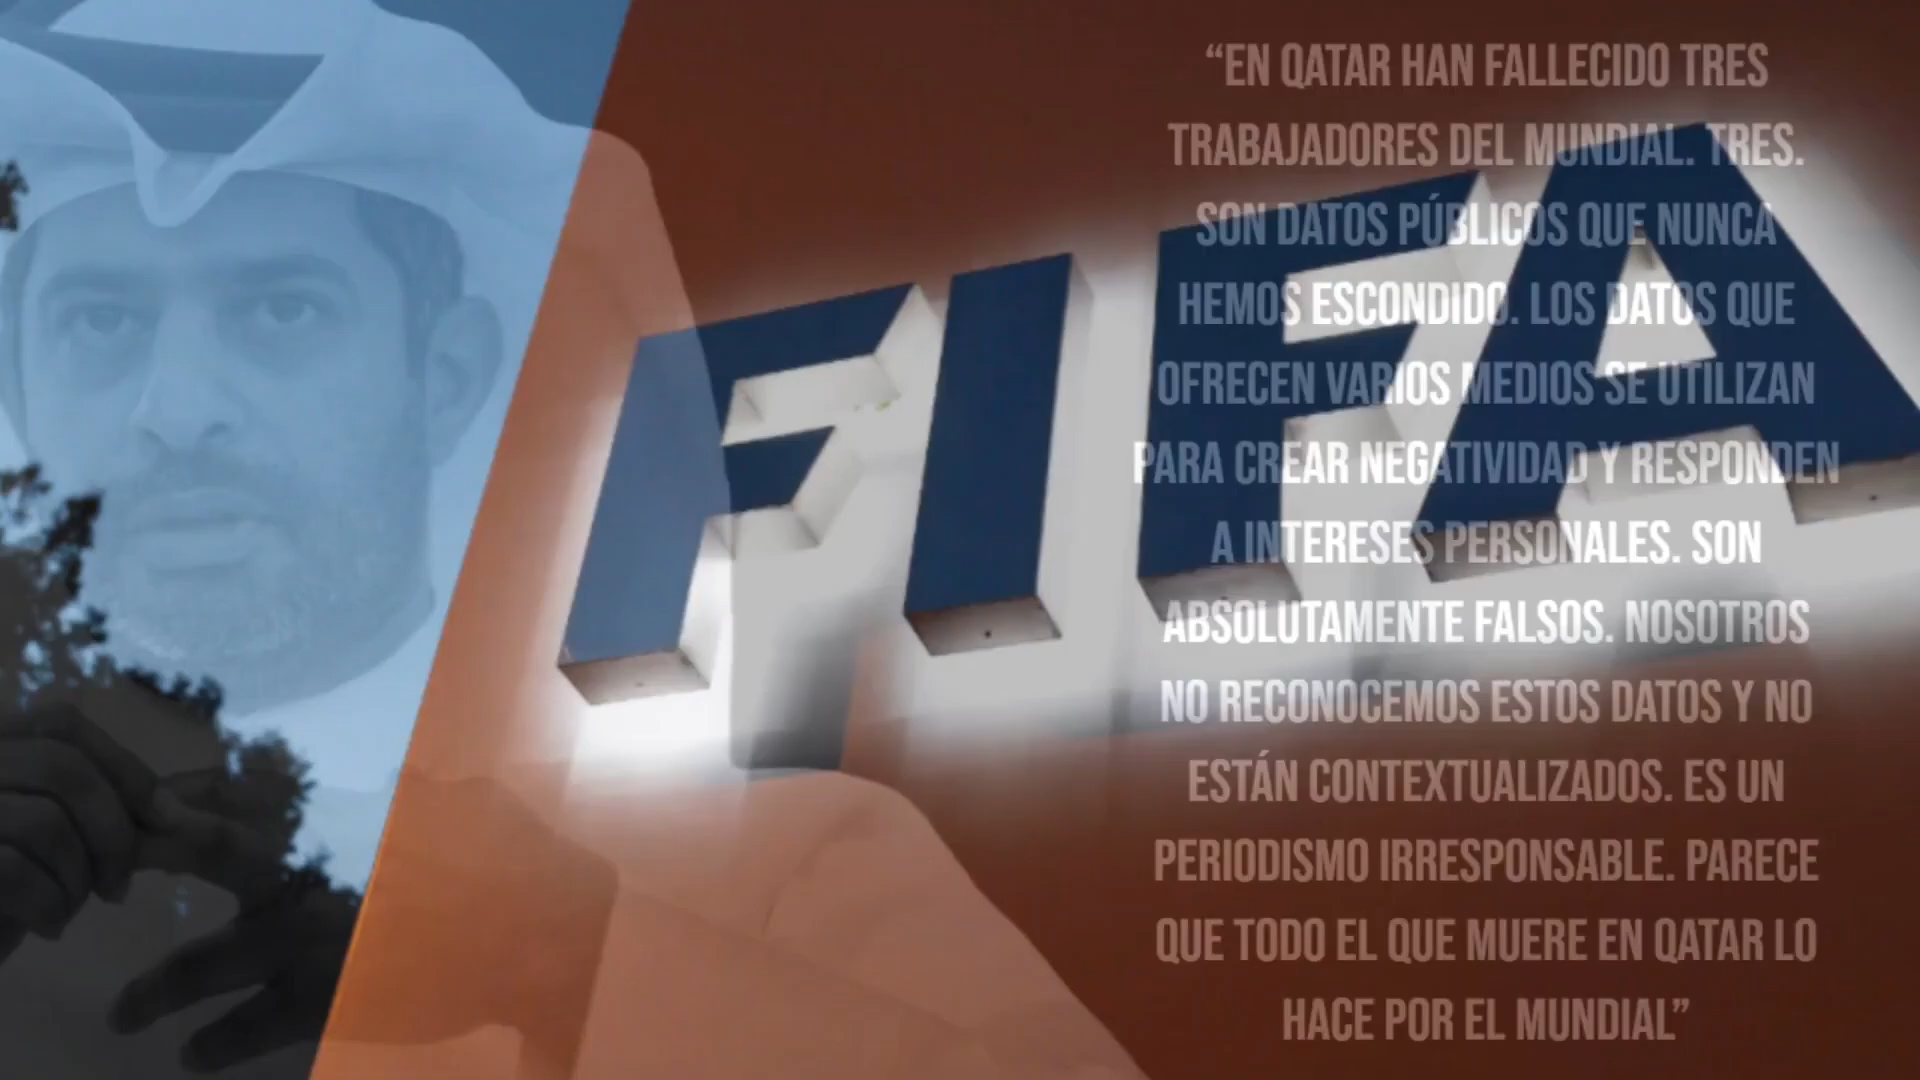 “EN QATAR HAN FALLECIDO TRES
TRABAJADORES DEL MUNDIAL. TRES.
SON DATOS PÚBLICOS QUE NUNCA
HEMOS ESCONDIDO. LOS DATOS QUE
OFRECEN VARIOS MEDIOS SE UTILIZAN
PARA CREAR NEGATIVIDAD Y RESPONDEN
A INTERESES PERSONALES. SON
ABSOLUTAMENTE FALSOS. NOSOTROS
NO RECONOCEMOS ESTOS DATOS Y NO
ESTÁN CONTEXTUALIZADOS. ES UN
PERIODISMO IRRESPONSABLE. PARECE
QUE TODO EL QUE MUERE EN QATAR LO
HACE POR EL MUNDIAL”
FIFA